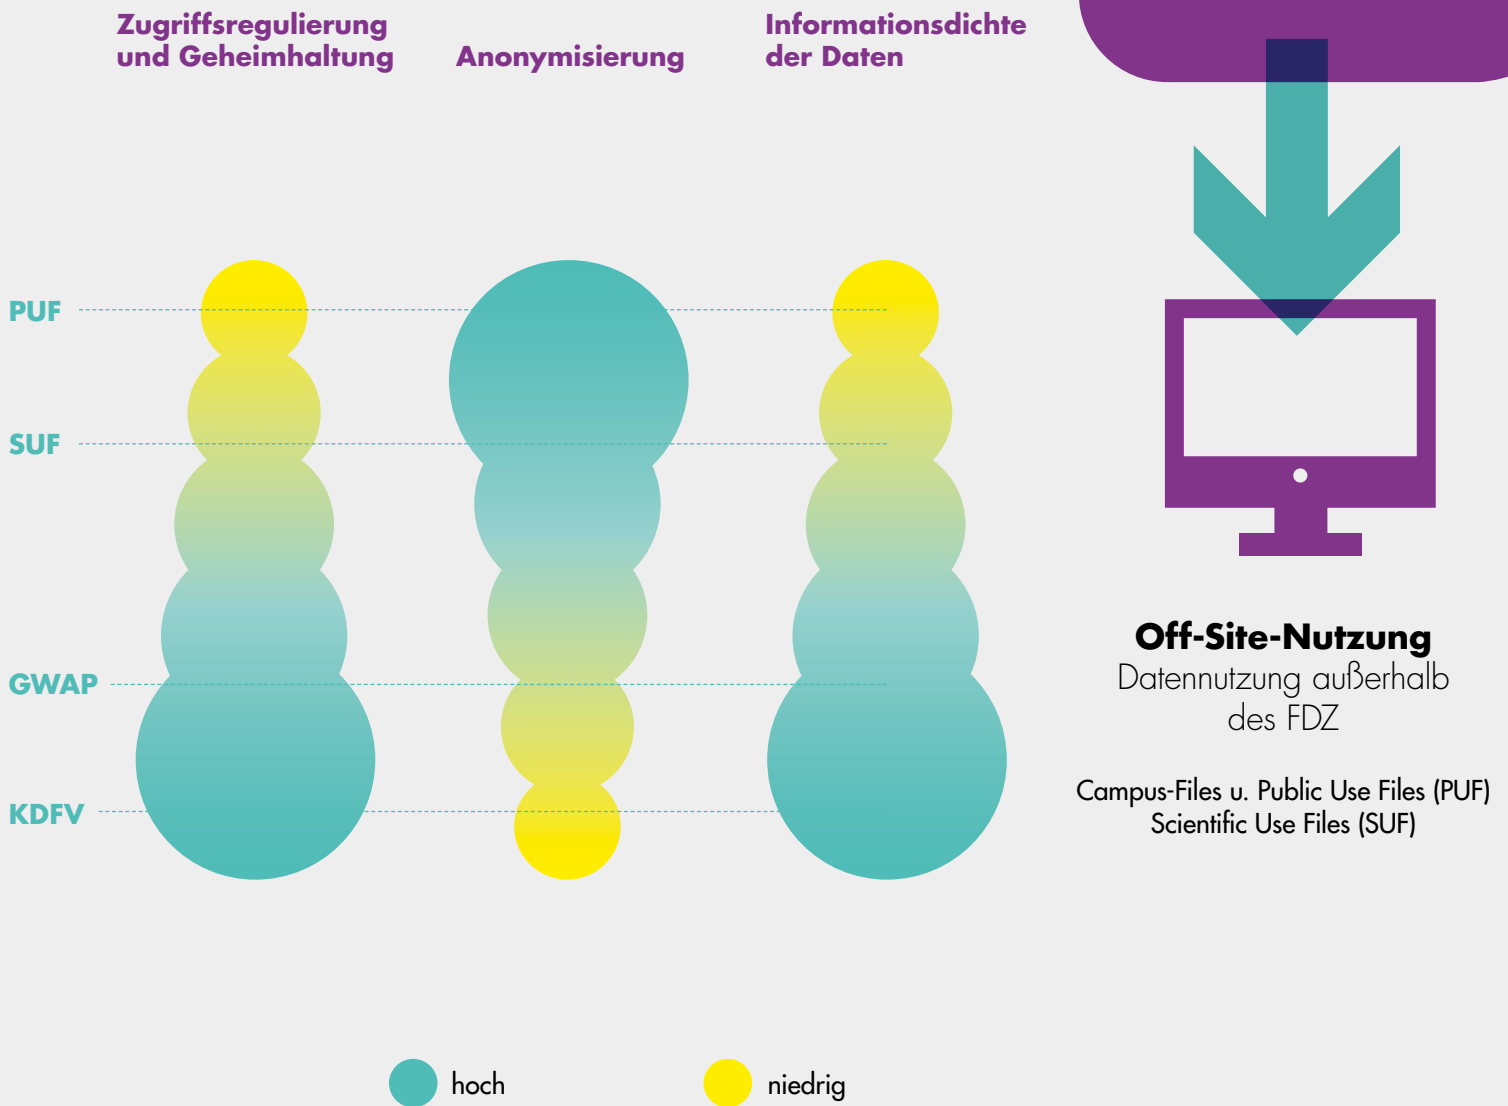 Zugriffsregulierung
und Geheimhaltung
Anonymisierung
Informationsdichte
der Daten
PUF
SUF
GWAP
KDFV
Off-Site-Nutzung
Datennutzung außerhalb
des FDZ
Campus-Files u. Public Use Files (PUF)
Scientific Use Files (SUF)
hoch
niedrig